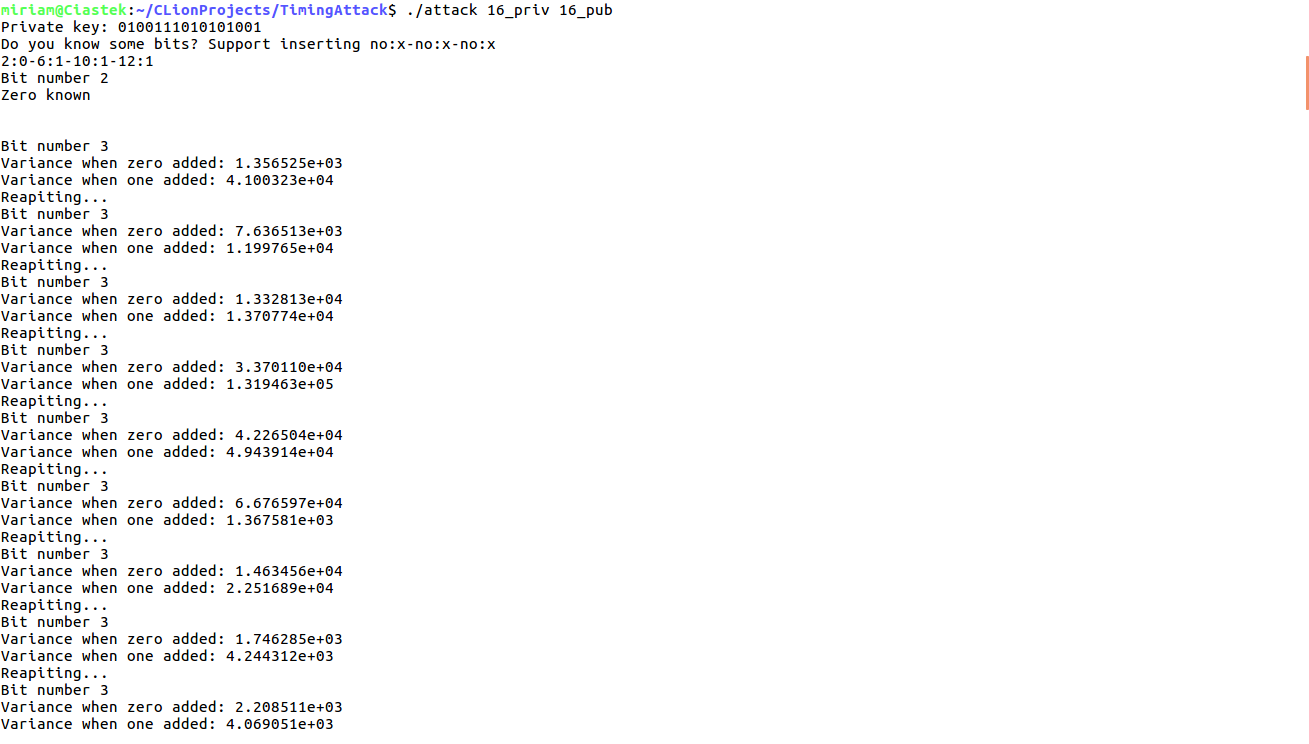 miriam@Ciastek:~/CLionProjects/TimingAttack$ ./attack 16_priv 16_pub
Private key: 0100111010101001
Do you know some bits? Support inserting no:x-no:x-no:x
2:0-6:1-10:1-12:1
Bit number 2
Zero known
Bit number 3
Variance when zero added: 1.356525e+03
Variance when one added: 4.100323e+04
Reapiting...
Bit number 3
Variance when zero added: 7.636513e+03
Variance when one added: 1.199765e+04
Reapiting...
Bit number 3
Variance when zero added: 1.332813e+04
Variance when one added: 1.370774e+04
Reapiting...
Bit number 3
Variance when zero added: 3.370110e+04
Variance when one added: 1.319463e+05
Reapiting...
Bit number 3
Variance when zero added: 4.226504e+04
Variance when one added: 4.943914e+04
Reapiting...
Bit number 3
Variance when zero added: 6.676597e+04
Variance when one added: 1.367581e+03
Reapiting...
Bit number 3
Variance when zero added: 1.463456e+04
Variance when one added: 2.251689e+04
Reapiting...
Bit number 3
Variance when zero added: 1.746285e+03
Variance when one added: 4.244312e+03
Reapiting...
Bit number 3
Variance when zero added: 2.208511e+03
Variance when one added: 4.069051e+03